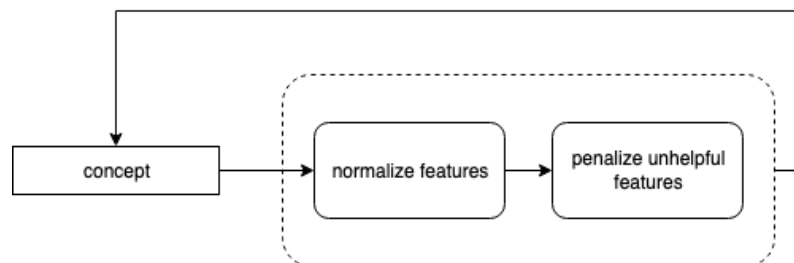 concept
normalize features
penalize unhelpful
features